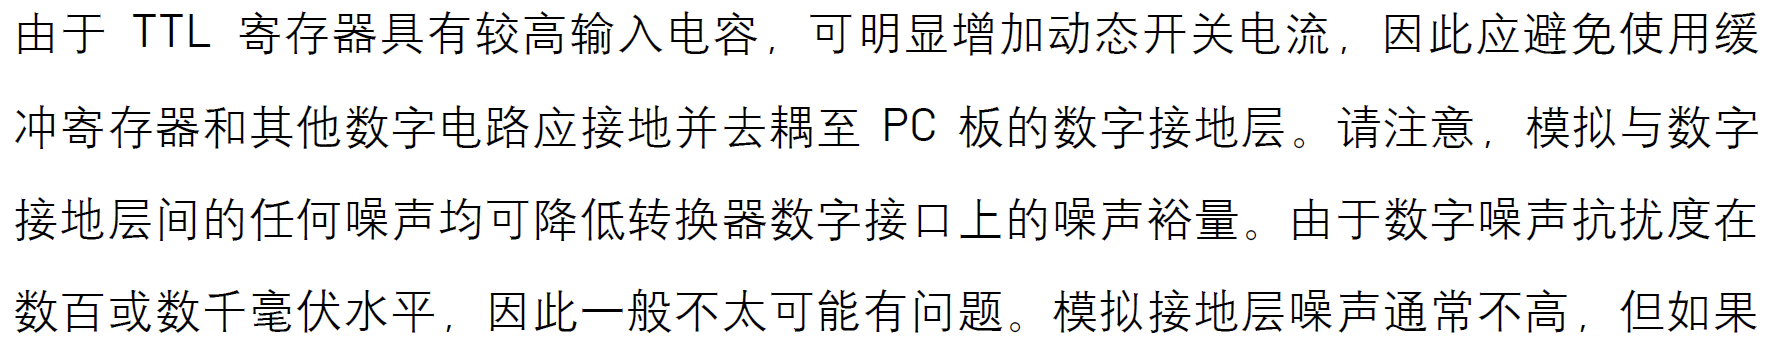 由于 TTL 寄存器具有较高输入电容，可明显增加动态开关电流，因此应避免使用缓
冲寄存器和其他数字电路应接地并去耦至 PC 板的数字接地层。请注意，模拟与数字
接地层间的任何噪声均可降低转换器数字接口上的噪声裕量。由于数字噪声抗扰度在
数百或数千毫伏水平，因此一般不太可能有问题。模拟接地层噪声通常不高，但如果